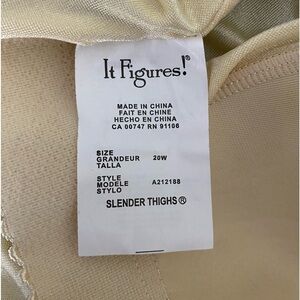 It Figures!®
MADE IN CHINA
FAIT EN CHINE
HECHO EN CHINA
CA 00747 RN 91106
SIZE
GRANDEUR 20W
TALLA
STYLE
MODELE A212188
STYLO
SLENDER THIGHS®